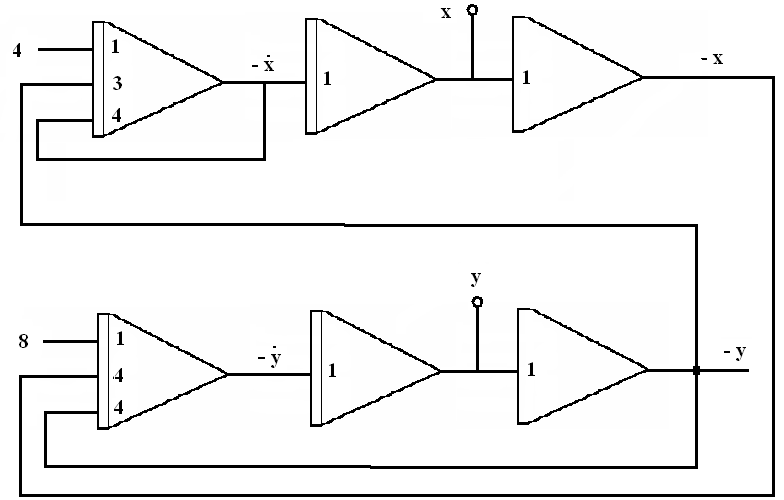 x
4 1 - ẋ - x
3 1 1
4
y
8 1 - ẏ - y
4 1 1
4